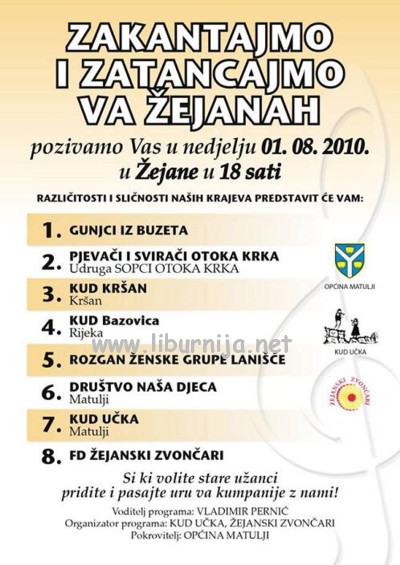 ZAKANTAJMO
I ZATANCAJMO
VA ŽEJANAH
pozivamo Vas u nedjelju 01. 08. 2010.
u Žejane u 18 sati
RAZLIČITOSTI I SLIČNOSTI NAŠIH KRAJEVA PREDSTAVIT ĆE VAM:
1. GUNJCI IZ BUZETA
2. PJEVAČI I SVIRAČI OTOKA KRKA
Udruga SOPCI OTOKA KRKA
3. KUD KRŠAN
Kršan
4. KUD Bazovica
Rijeka
5. ROZGAN ŽENSKE GRUPE LANIŠĆE
6. DRUŠTVO NAŠA DJECA
Matulji
7. KUD UČKA
Matulji
8. FD ŽEJANSKI ZVONČARI
OPĆINA MATULJI
KUD UČKA
ŽEJANSKI ZVONČARI
www.liburnija.net
Si ki volite stare užanci
pridite i pasajte uru va kumpanije z nami!
Voditelj programa: VLADIMIR PERNIĆ
Organizator programa: KUD UČKA, ŽEJANSKI ZVONČARI
Pokrovitelj: OPĆINA MATULJI